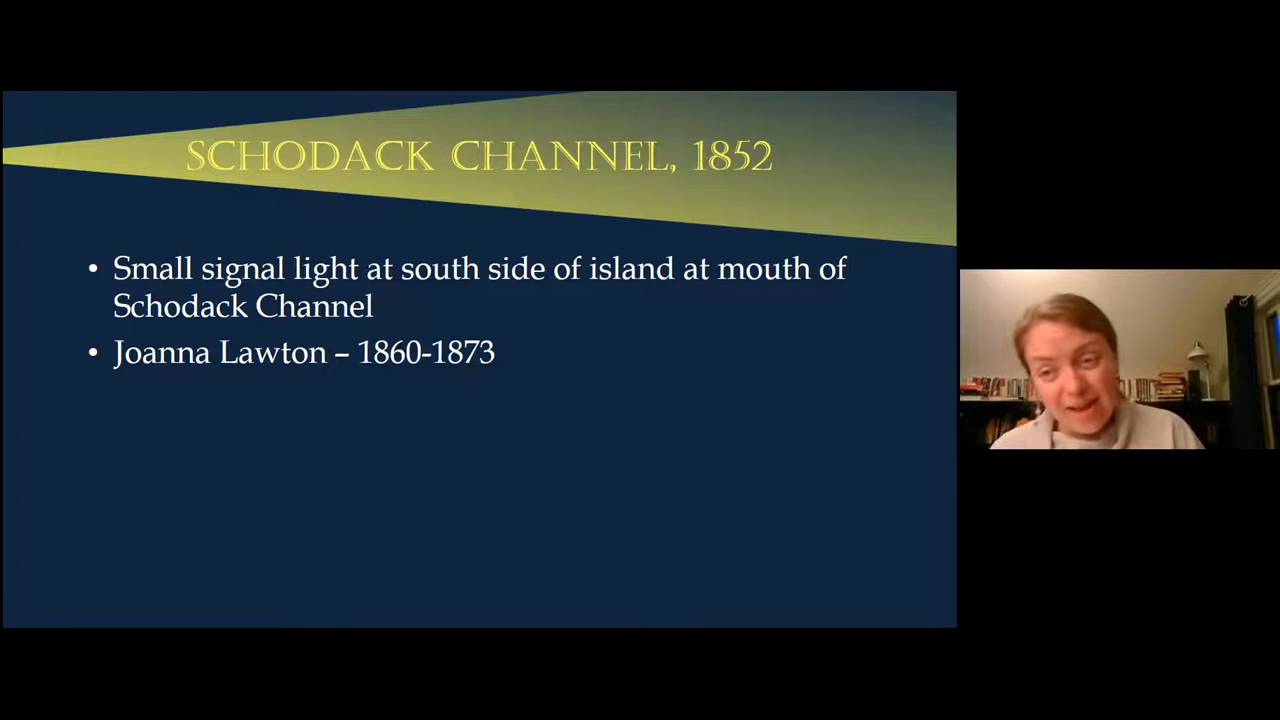 SCHODACK CHANNEL, 1852
• Small signal light at south side of island at mouth of
Schodack Channel
• Joanna Lawton – 1860-1873